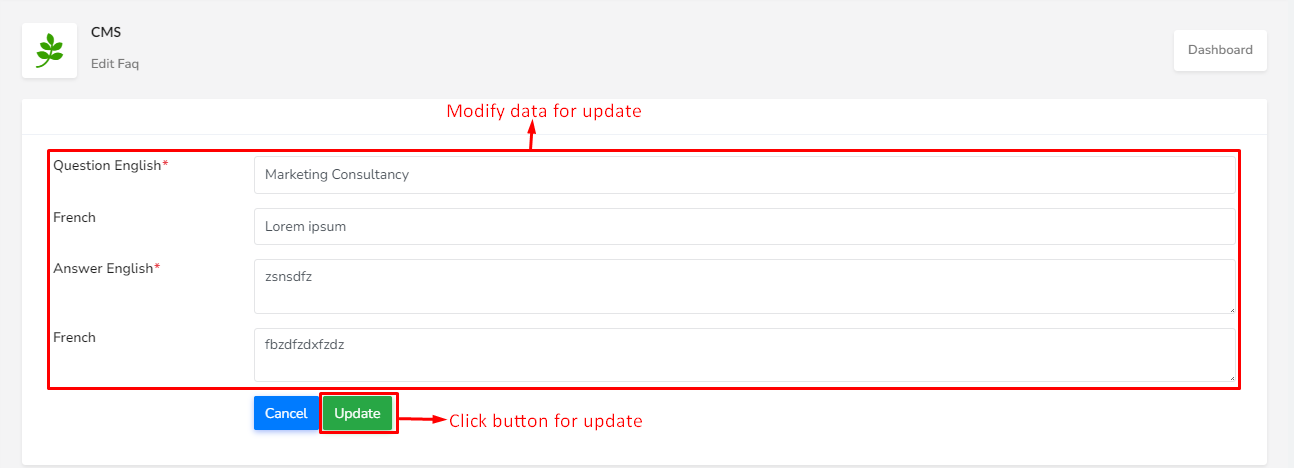 CMS
Edit Faq
Dashboard
Modify data for update
Question English*
Marketing Consultancy
French
Lorem ipsum
Answer English*
zsnsdfz
French
fbzdfzdxfzdz
Cancel
Update
Click button for update